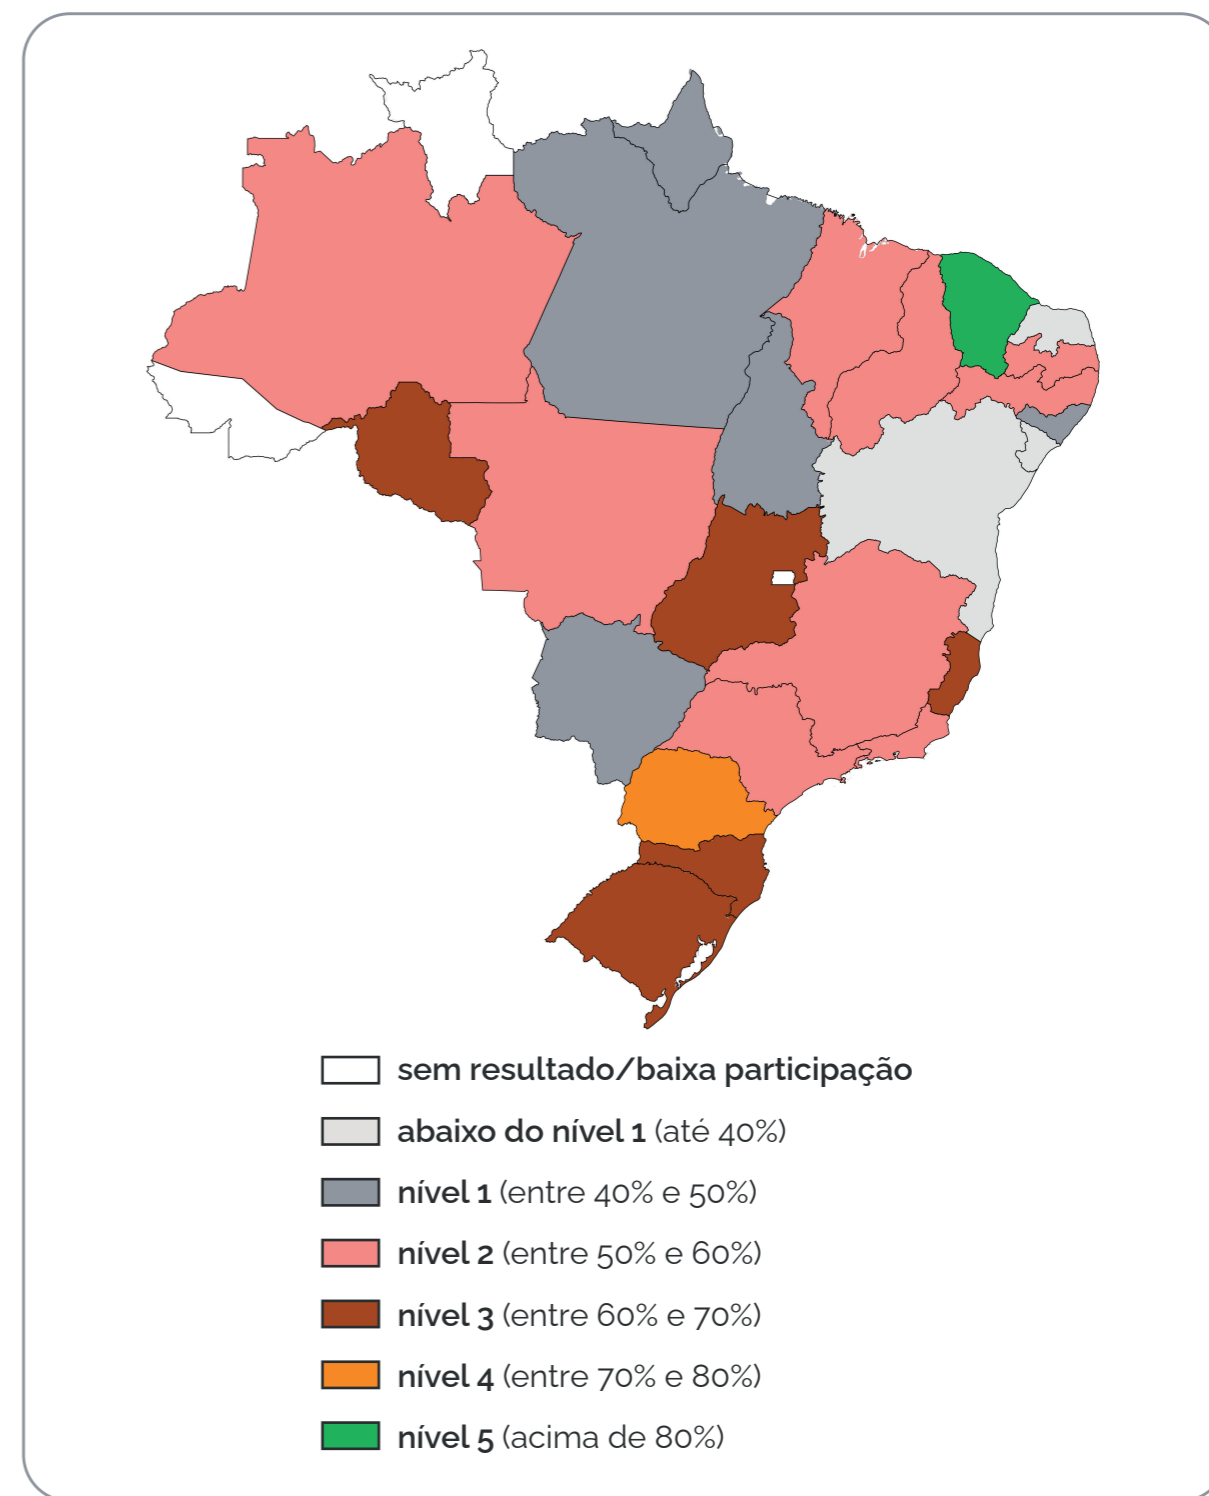 sem resultado/baixa participação
abaixo do nível 1 (até 40%)
nível 1 (entre 40% e 50%)
nível 2 (entre 50% e 60%)
nível 3 (entre 60% e 70%)
nível 4 (entre 70% e 80%)
nível 5 (acima de 80%)